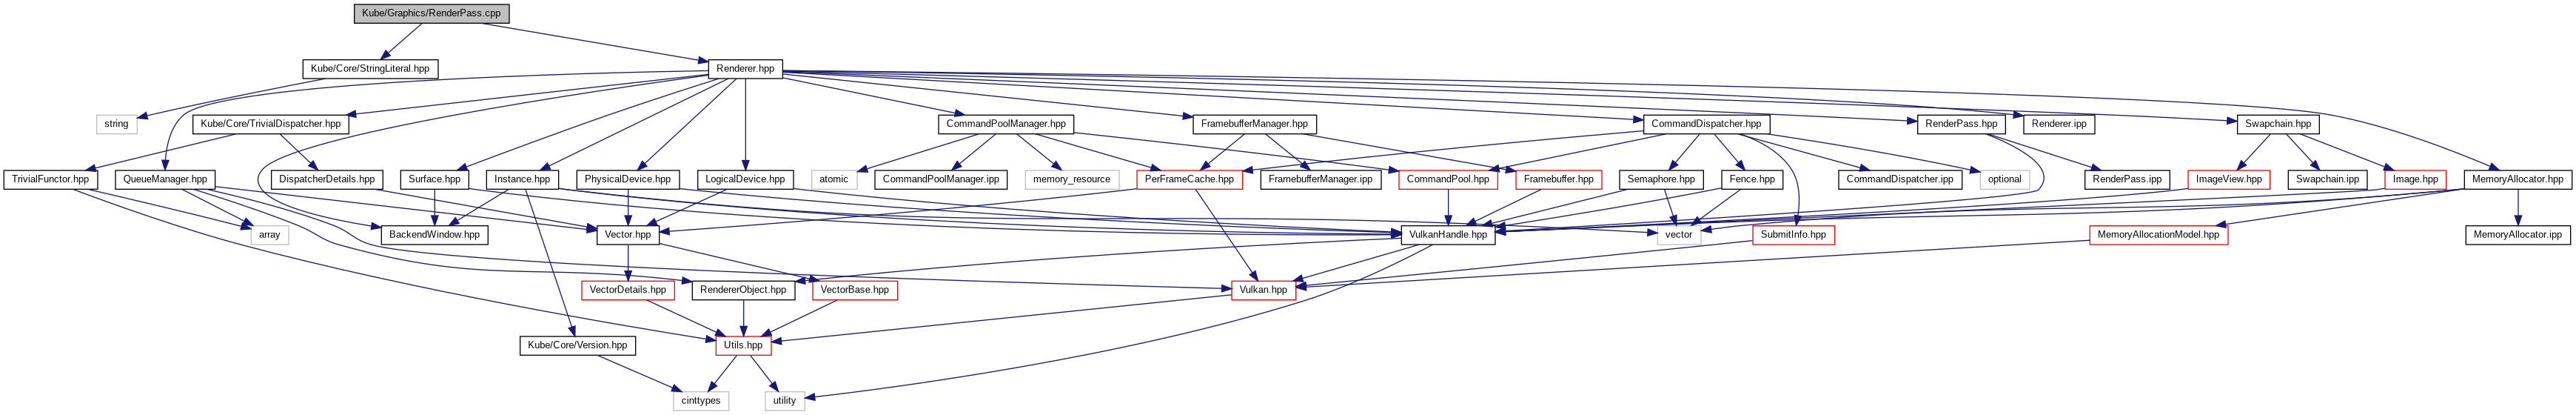 Kube/Graphics/RenderPass.cpp
Kube/Core/StringLiteral.hpp
Renderer.hpp
string
Kube/Core/TrivialDispatcher.hpp
CommandPoolManager.hpp
FramebufferManager.hpp
CommandDispatcher.hpp
RenderPass.hpp
Renderer.ipp
Swapchain.hpp
TrivialFunctor.hpp
QueueManager.hpp
DispatcherDetails.hpp
Surface.hpp
Instance.hpp
PhysicalDevice.hpp
LogicalDevice.hpp
atomic
CommandPoolManager.ipp
memory_resource
PerFrameCache.hpp
FramebufferManager.ipp
CommandPool.hpp
Framebuffer.hpp
Semaphore.hpp
Fence.hpp
CommandDispatcher.ipp
optional
RenderPass.ipp
ImageView.hpp
Swapchain.ipp
Image.hpp
MemoryAllocator.hpp
array
BackendWindow.hpp
Vector.hpp
VulkanHandle.hpp
vector
SubmitInfo.hpp
MemoryAllocationModel.hpp
MemoryAllocator.ipp
VectorDetails.hpp
RendererObject.hpp
VectorBase.hpp
Vulkan.hpp
Kube/Core/Version.hpp
Utils.hpp
cinttypes
utility